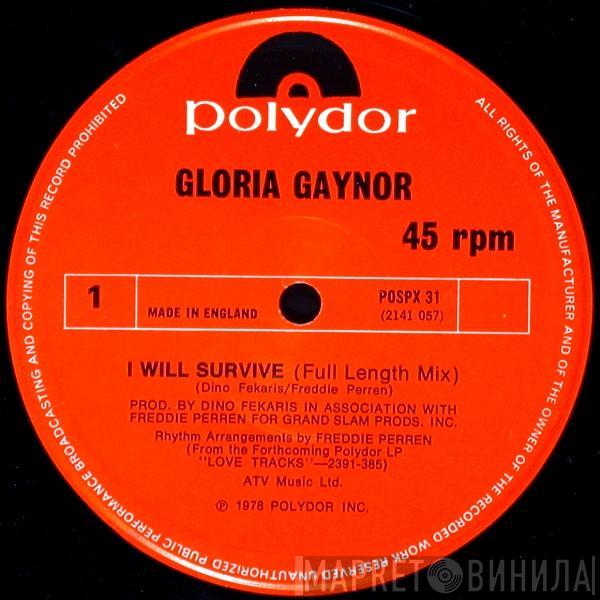 polydor
GLORIA GAYNOR
45 rpm
1
MADE IN ENGLAND
POSPX 31
(2141 057)
I WILL SURVIVE (Full Length Mix)
(Dino Fekaris/Freddie Perren)
PROD. BY DINO FEKARIS IN ASSOCIATION WITH
FREDDIE PERREN FOR GRAND SLAM PRODS. INC.
Rhythm Arrangements by FREDDIE PERREN
(From the Forthcoming Polydor LP
"LOVE TRACKS"—2391-385)
ATV Music Ltd.
℗ 1978 POLYDOR INC.
ALL RIGHTS OF THE MANUFACTURER AND OF THE OWNER OF THE RECORDED WORK RESERVED UNAUTHORIZED PUBLIC PERFORMANCE BROADCASTING AND COPYING OF THIS RECORD PROHIBITED
МАРКЕТ ВИНИЛА